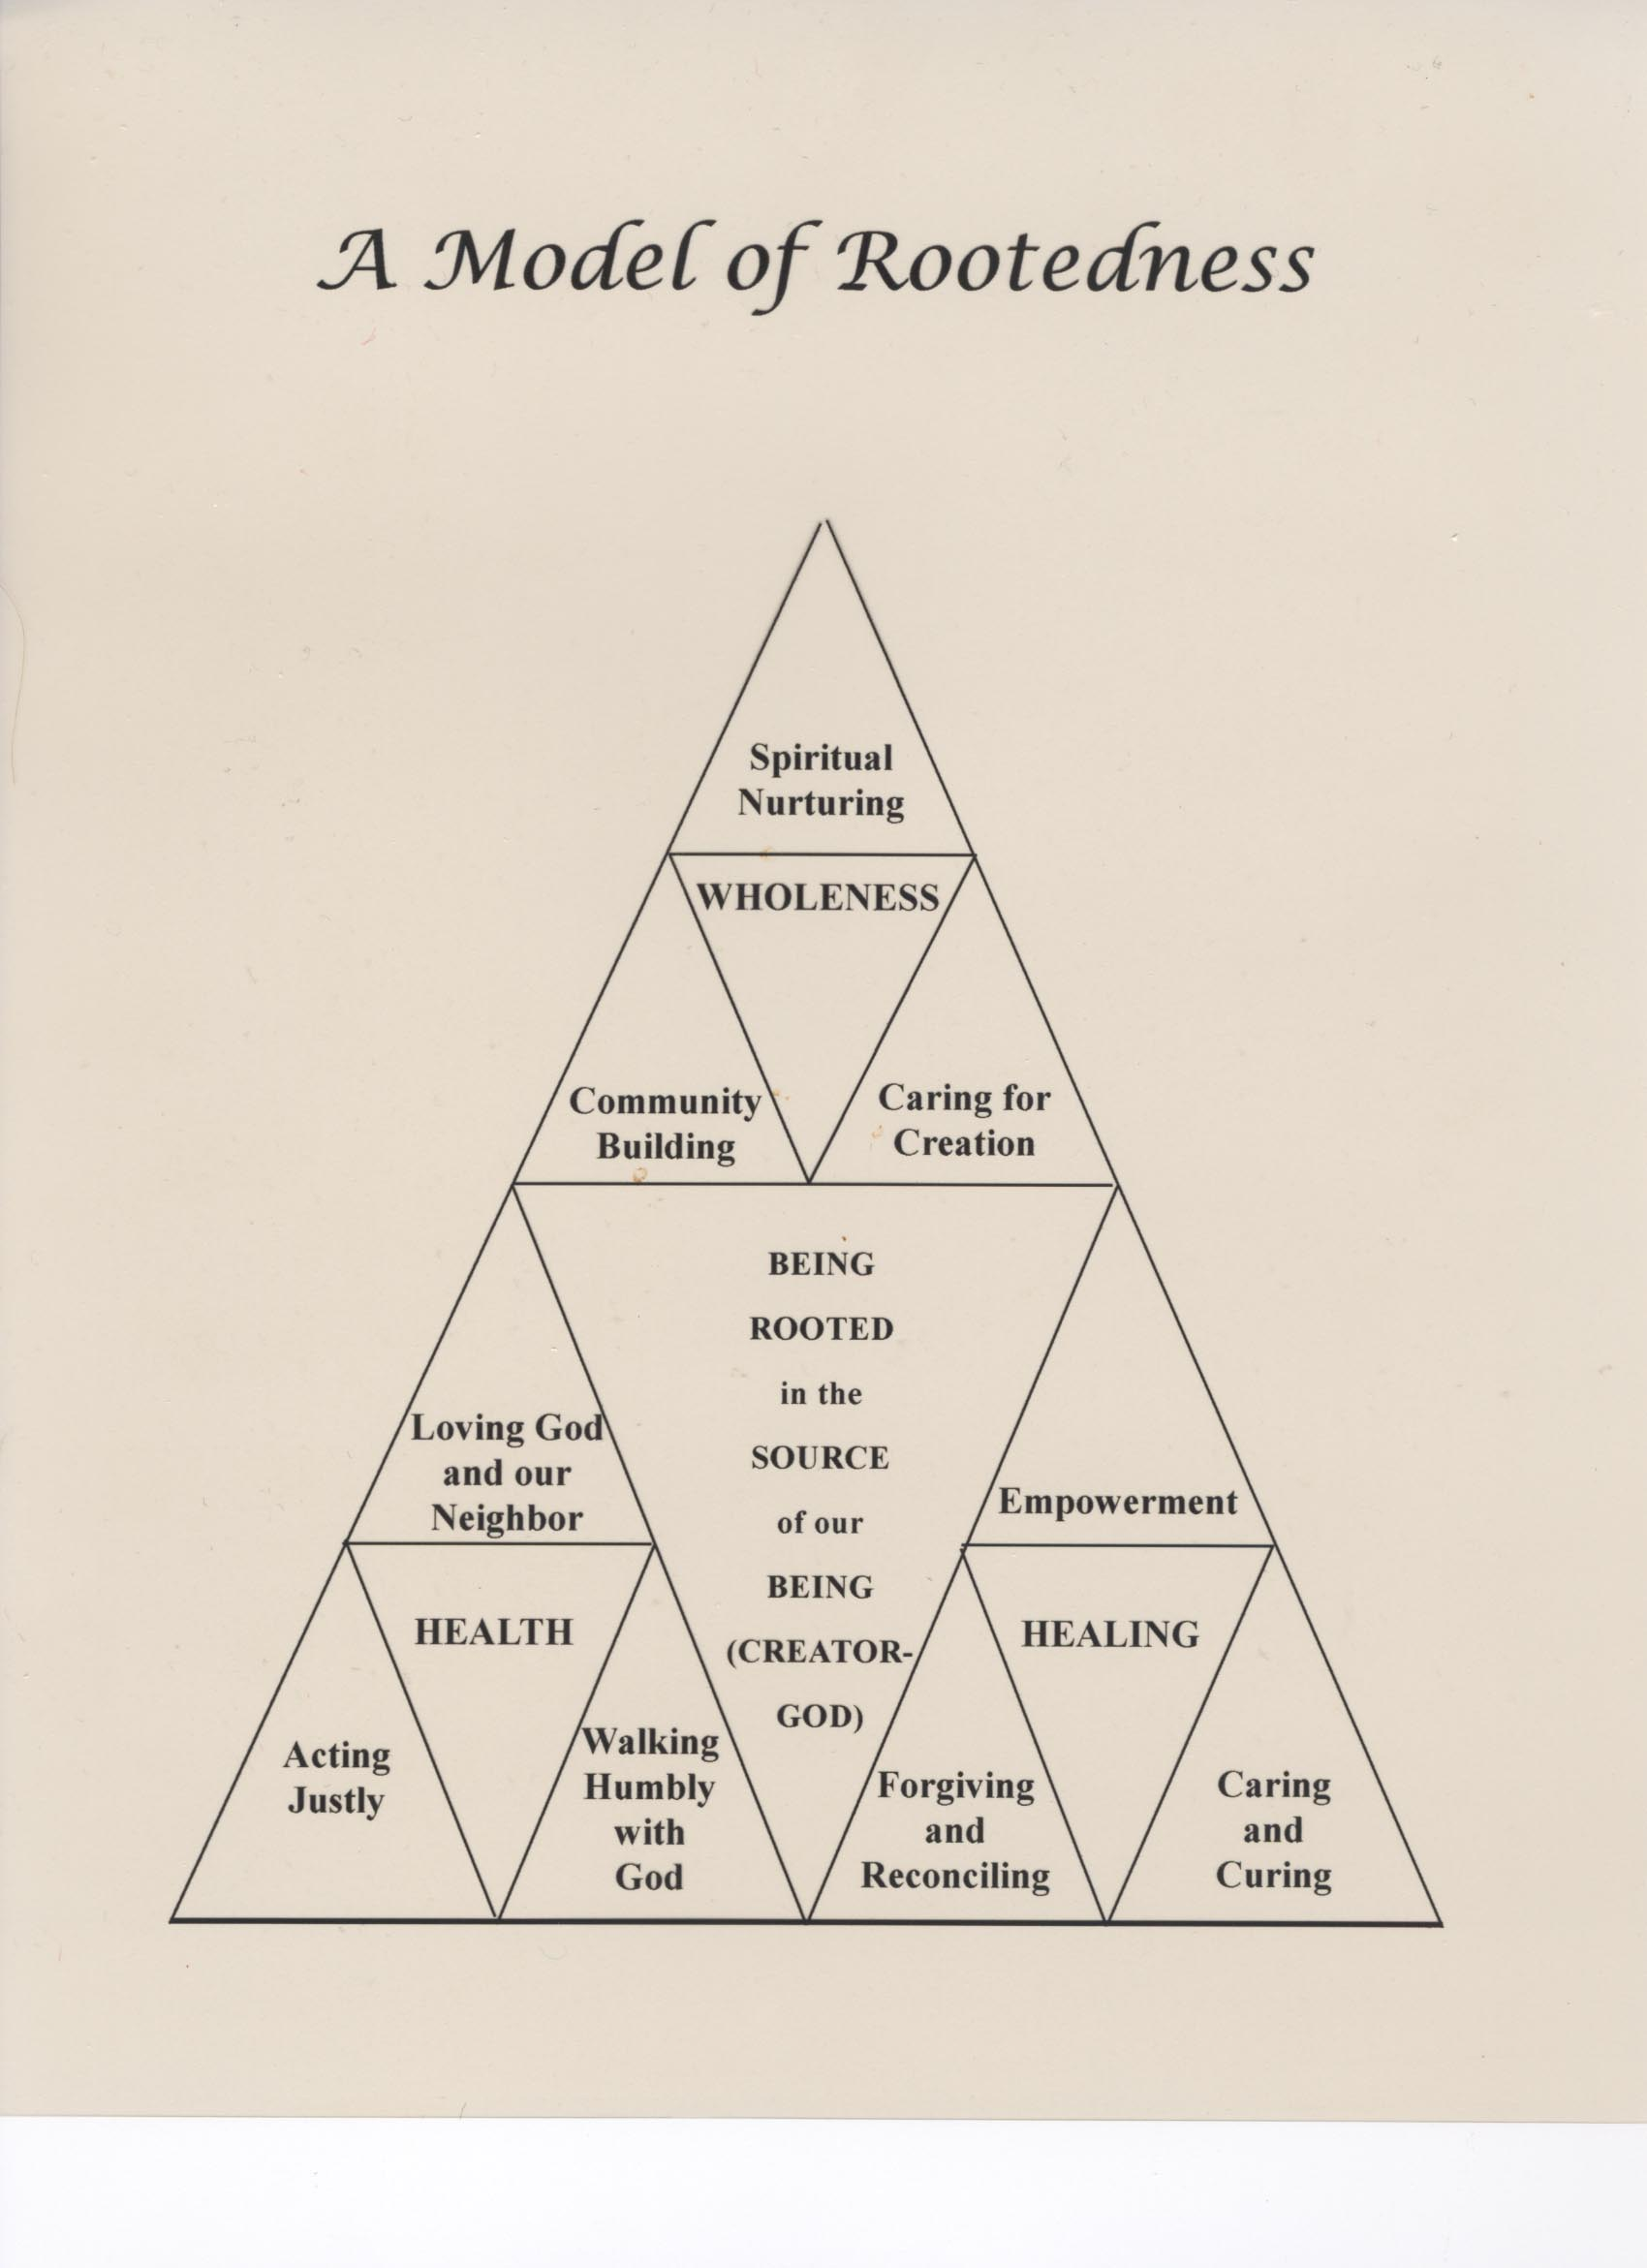 A Model of Rootedness
Spiritual
Nurturing
WHOLENESS
Community
Building
Caring for
Creation
BEING
ROOTED
in the
SOURCE
of our
BEING
(CREATOR-
GOD)
Loving God
and our
Neighbor
Empowerment
HEALTH
HEALING
Acting
Justly
Walking
Humbly
with
God
Forgiving
and
Reconciling
Caring
and
Curing